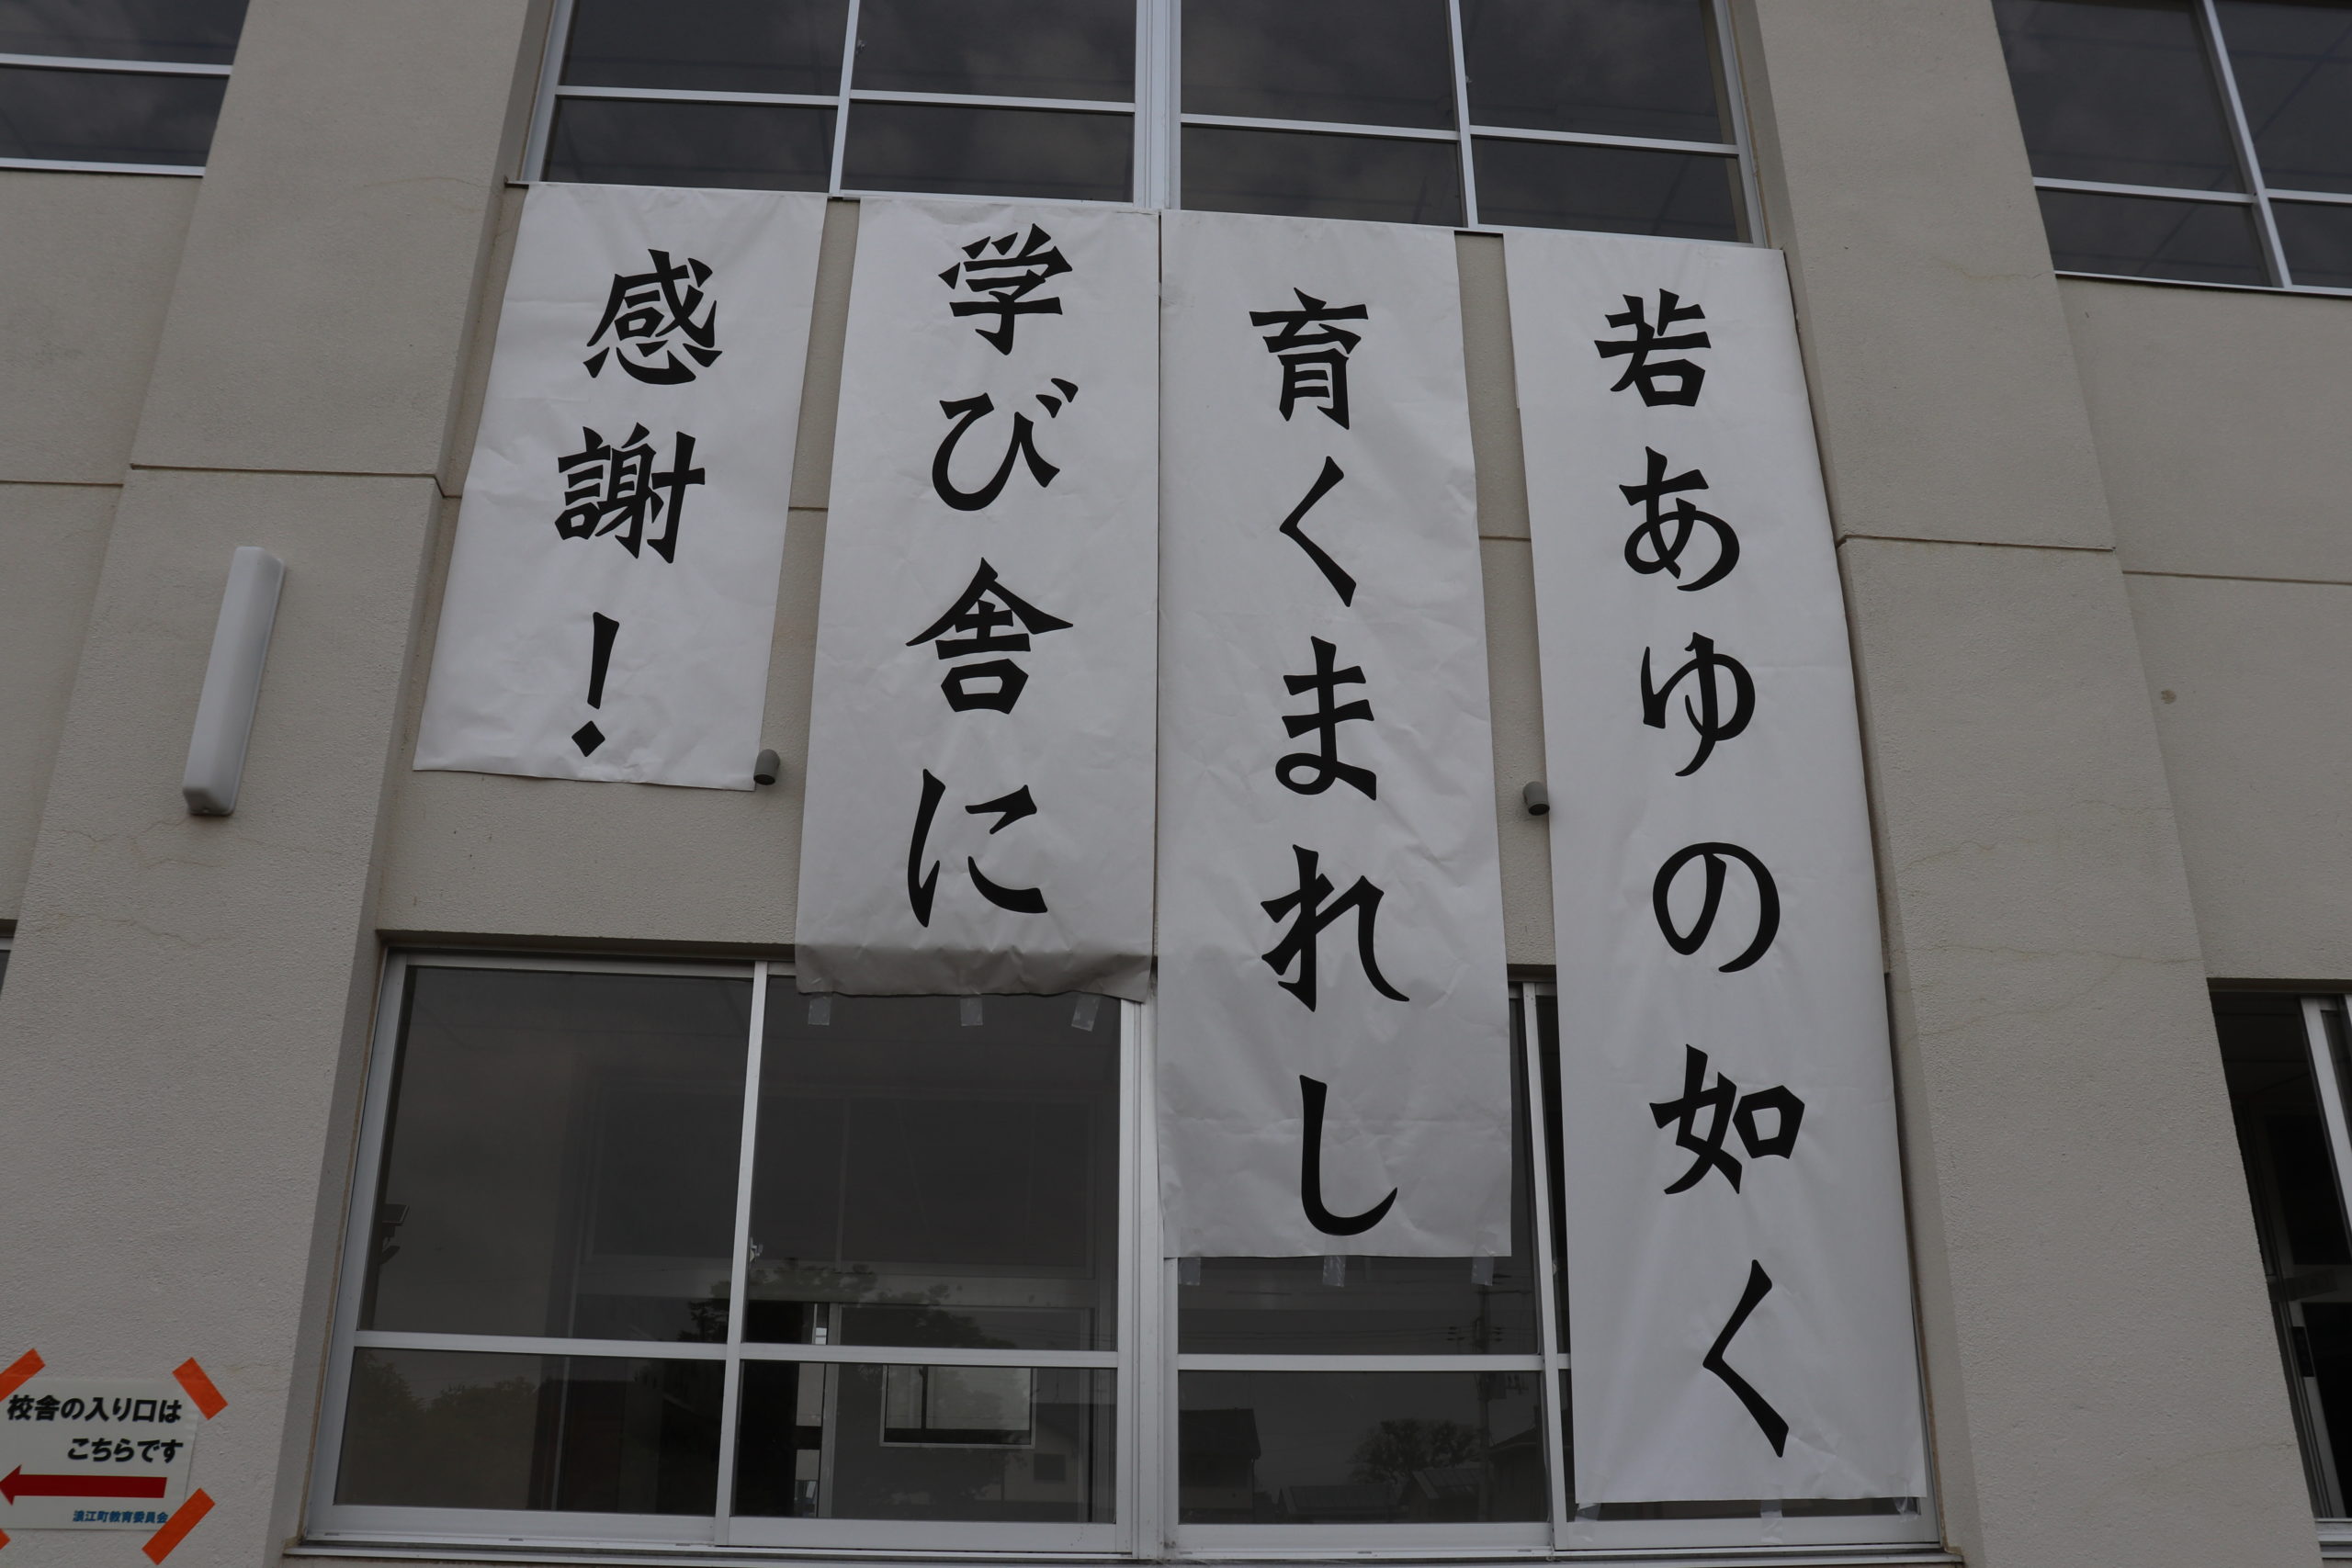 若あゆの如く
育くまれし
学び舎に
感謝！
校舎の入り口は
こちらです
浪江町教育委員会